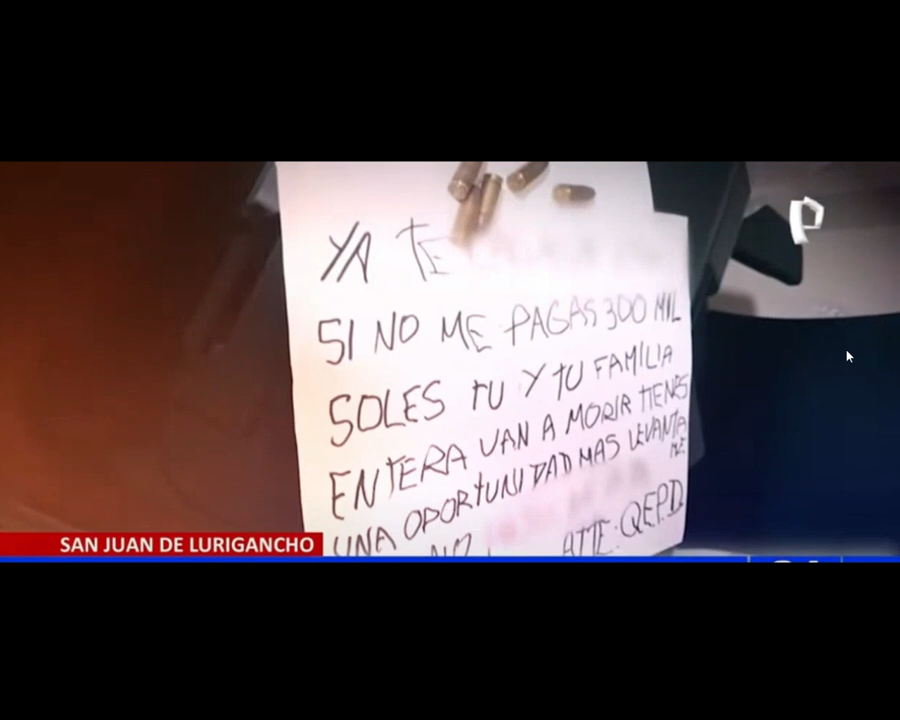 YA TE
SI NO ME PAGAS 300 MIL
SOLES TU Y TU FAMILIA
ENTERA VAN A MORIR TIENES
UNA OPORTUNIDAD MAS LEVANTA
ME
NO
ATTE: QEPD
SAN JUAN DE LURIGANCHO